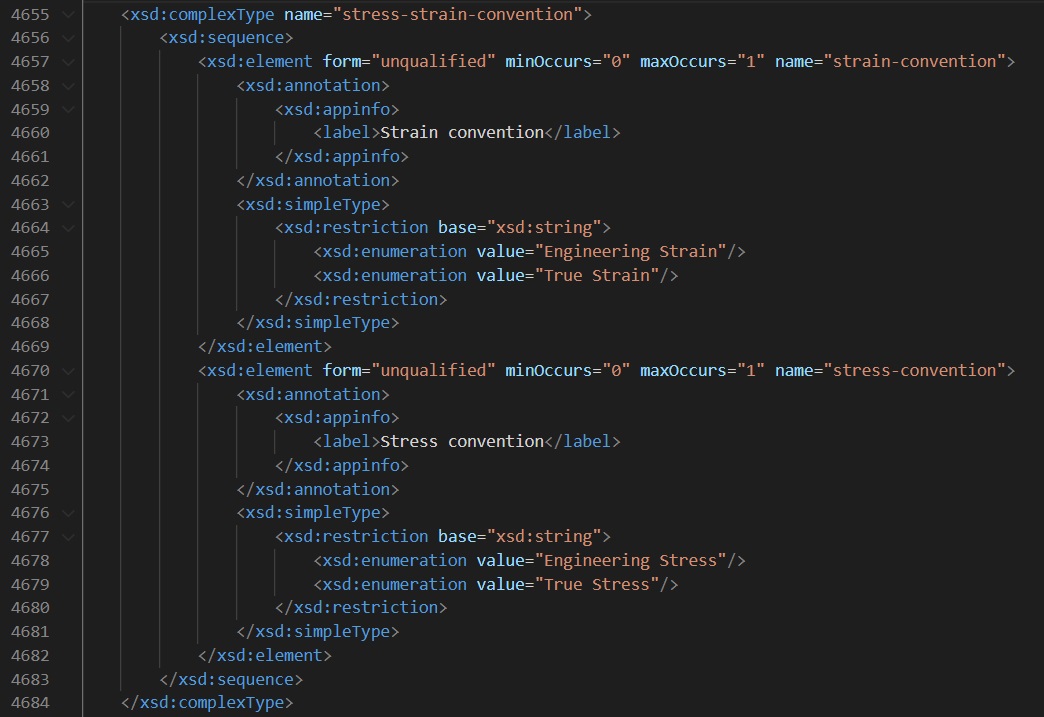 4655 <xsd:complexType name="stress-strain-convention">
4656 <xsd:sequence>
4657 <xsd:element form="unqualified" minOccurs="0" maxOccurs="1" name="strain-convention">
4658 <xsd:annotation>
4659 <xsd:appinfo>
4660 <label>Strain convention</label>
4661 </xsd:appinfo>
4662 </xsd:annotation>
4663 <xsd:simpleType>
4664 <xsd:restriction base="xsd:string">
4665 <xsd:enumeration value="Engineering Strain"/>
4666 <xsd:enumeration value="True Strain"/>
4667 </xsd:restriction>
4668 </xsd:simpleType>
4669 </xsd:element>
4670 <xsd:element form="unqualified" minOccurs="0" maxOccurs="1" name="stress-convention">
4671 <xsd:annotation>
4672 <xsd:appinfo>
4673 <label>Stress convention</label>
4674 </xsd:appinfo>
4675 </xsd:annotation>
4676 <xsd:simpleType>
4677 <xsd:restriction base="xsd:string">
4678 <xsd:enumeration value="Engineering Stress"/>
4679 <xsd:enumeration value="True Stress"/>
4680 </xsd:restriction>
4681 </xsd:simpleType>
4682 </xsd:element>
4683 </xsd:sequence>
4684 </xsd:complexType>